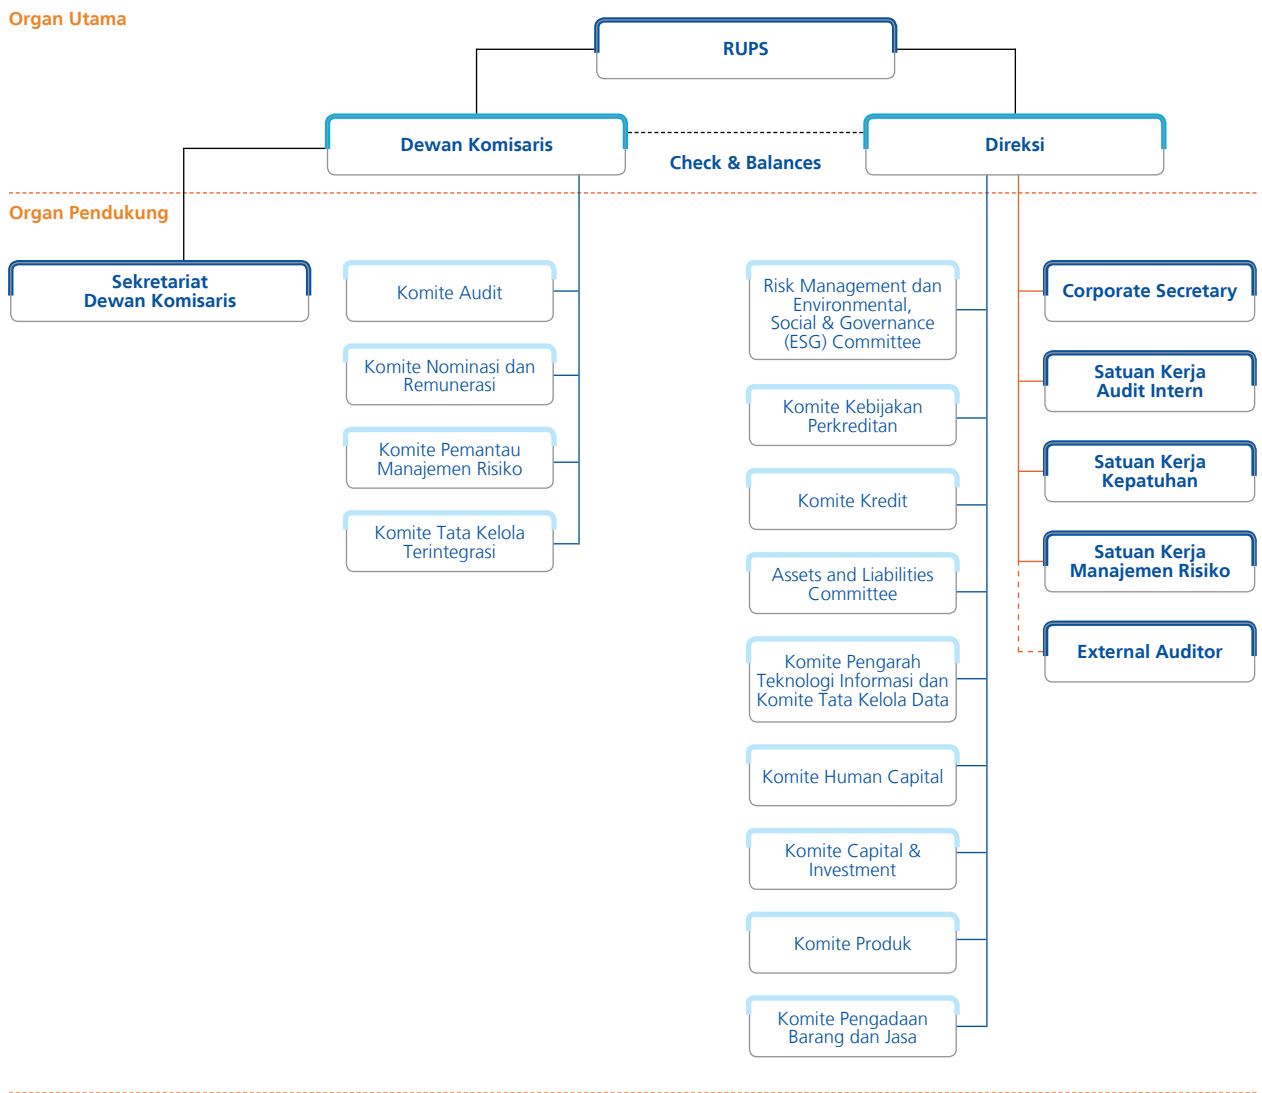 Organ Utama
RUPS
Dewan Komisaris
Direksi
Check & Balances
Organ Pendukung
Sekretariat
Dewan Komisaris
Komite Audit
Komite Nominasi dan
Remunerasi
Komite Pemantau
Manajemen Risiko
Komite Tata Kelola
Terintegrasi
Risk Management dan
Environmental,
Social & Governance
(ESG) Committee
Komite Kebijakan
Perkreditan
Komite Kredit
Assets and Liabilities
Committee
Komite Pengarah
Teknologi Informasi dan
Komite Tata Kelola Data
Komite Human Capital
Komite Capital &
Investment
Komite Produk
Komite Pengadaan
Barang dan Jasa
Corporate Secretary
Satuan Kerja
Audit Intern
Satuan Kerja
Kepatuhan
Satuan Kerja
Manajemen Risiko
External Auditor